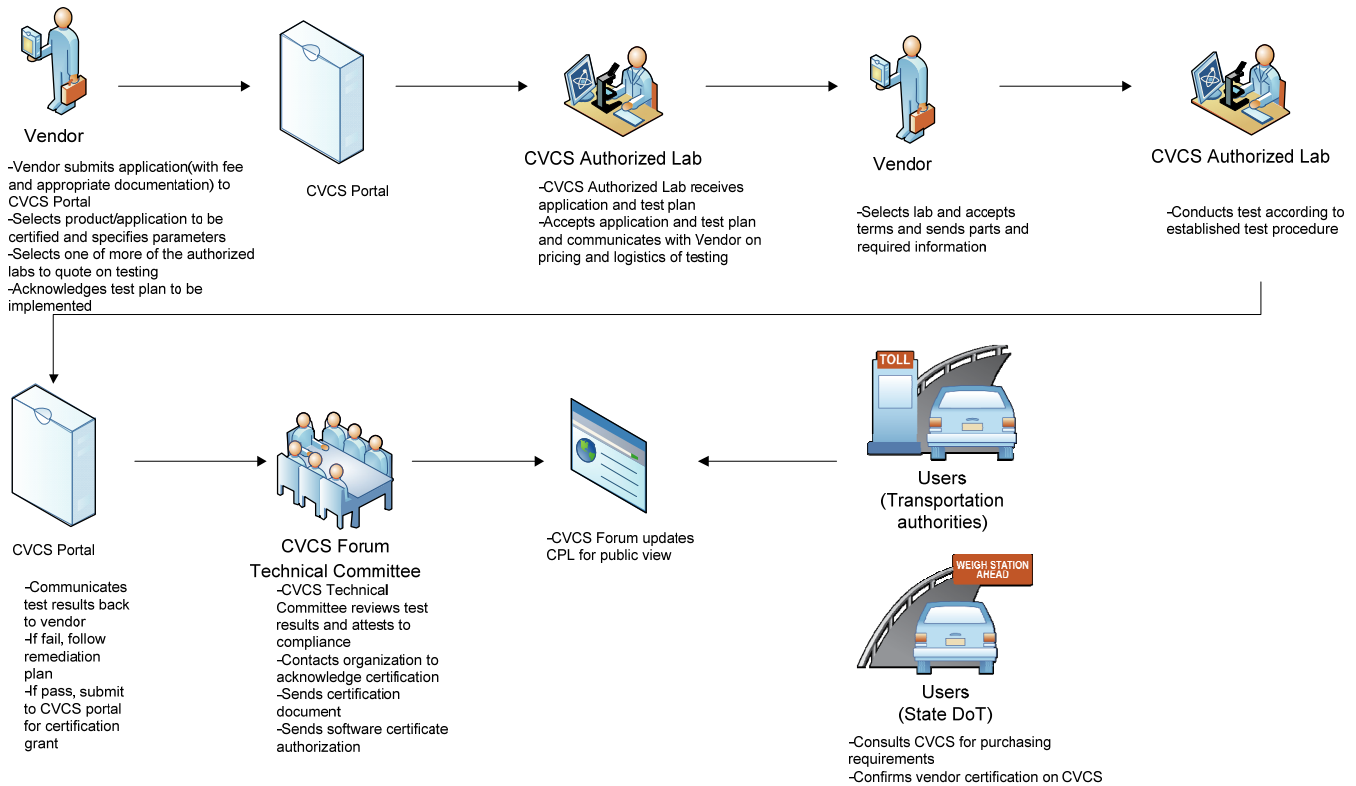 Vendor
-Vendor submits application(with fee
and appropriate documentation) to
CVCS Portal
-Selects product/application to be
certified and specifies parameters
-Selects one of more of the authorized
labs to quote on testing
-Acknowledges test plan to be
implemented
CVCS Portal
CVCS Authorized Lab
-CVCS Authorized Lab receives
application and test plan
-Accepts application and test plan
and communicates with Vendor on
pricing and logistics of testing
Vendor
-Selects lab and accepts
terms and sends parts and
required information
CVCS Authorized Lab
-Conducts test according to
established test procedure
CVCS Portal
-Communicates
test results back
to vendor
-If fail, follow
remediation
plan
-If pass, submit
to CVCS portal
for certification
grant
CVCS Forum
Technical Committee
-CVCS Technical
Committee reviews test
results and attests to
compliance
-Contacts organization to
acknowledge certification
-Sends certification
document
-Sends software certificate
authorization
-CVCS Forum updates
CPL for public view
TOLL
Users
(Transportation
authorities)
WEIGH STATION
AHEAD
Users
(State DoT)
-Consults CVCS for purchasing
requirements
-Confirms vendor certification on CVCS